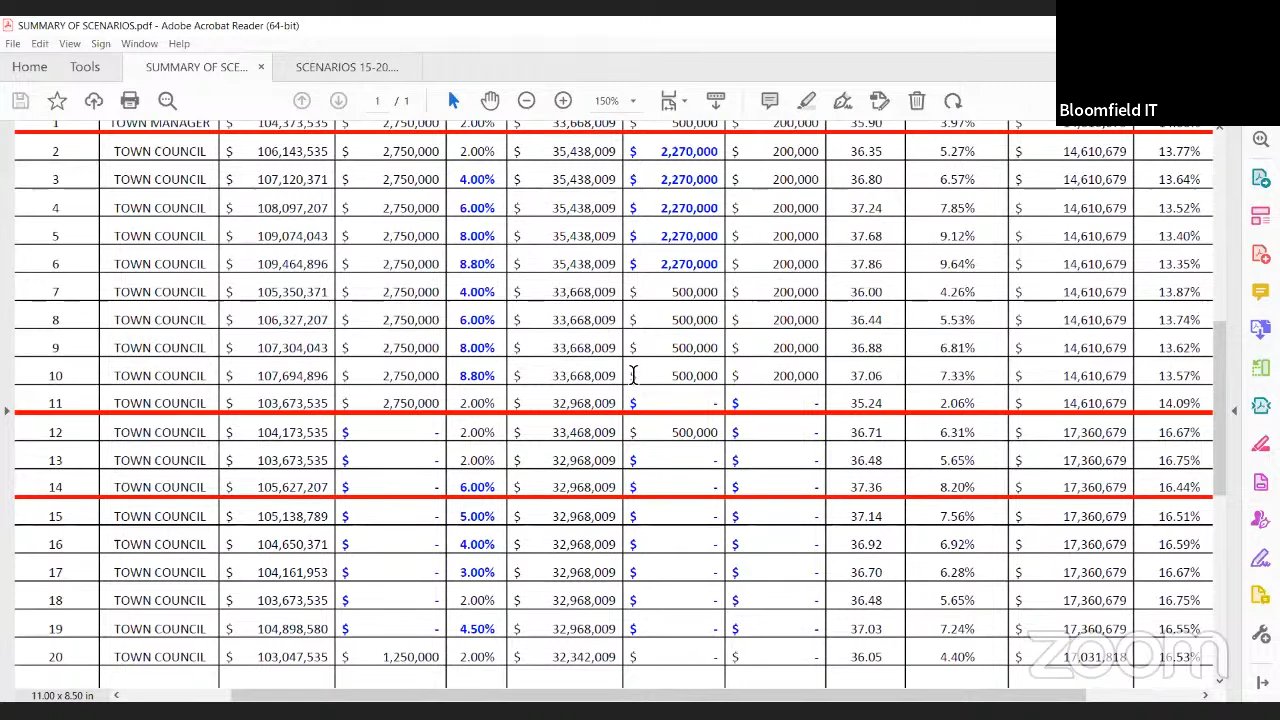 SUMMARY OF SCENARIOS.pdf - Adobe Acrobat Reader (64-bit)
File Edit View Sign Window Help
Home Tools SUMMARY OF SCE... × SCENARIOS 15-20....
1 / 1 150%
Bloomfield IT
1 TOWN MANAGER $ 104,373,535 $ 2,750,000 2.00% $ 33,668,009 $ 500,000 $ 200,000 35.90 3.97% $
2 TOWN COUNCIL $ 106,143,535 $ 2,750,000 2.00% $ 35,438,009 $ 2,270,000 $ 200,000 36.35 5.27% $ 14,610,679 13.77%
3 TOWN COUNCIL $ 107,120,371 $ 2,750,000 4.00% $ 35,438,009 $ 2,270,000 $ 200,000 36.80 6.57% $ 14,610,679 13.64%
4 TOWN COUNCIL $ 108,097,207 $ 2,750,000 6.00% $ 35,438,009 $ 2,270,000 $ 200,000 37.24 7.85% $ 14,610,679 13.52%
5 TOWN COUNCIL $ 109,074,043 $ 2,750,000 8.00% $ 35,438,009 $ 2,270,000 $ 200,000 37.68 9.12% $ 14,610,679 13.40%
6 TOWN COUNCIL $ 109,464,896 $ 2,750,000 8.80% $ 35,438,009 $ 2,270,000 $ 200,000 37.86 9.64% $ 14,610,679 13.35%
7 TOWN COUNCIL $ 105,350,371 $ 2,750,000 4.00% $ 33,668,009 $ 500,000 $ 200,000 36.00 4.26% $ 14,610,679 13.87%
8 TOWN COUNCIL $ 106,327,207 $ 2,750,000 6.00% $ 33,668,009 $ 500,000 $ 200,000 36.44 5.53% $ 14,610,679 13.74%
9 TOWN COUNCIL $ 107,304,043 $ 2,750,000 8.00% $ 33,668,009 $ 500,000 $ 200,000 36.88 6.81% $ 14,610,679 13.62%
10 TOWN COUNCIL $ 107,694,896 $ 2,750,000 8.80% $ 33,668,009 $ 500,000 $ 200,000 37.06 7.33% $ 14,610,679 13.57%
11 TOWN COUNCIL $ 103,673,535 $ 2,750,000 2.00% $ 32,968,009 $ - $ - 35.24 2.06% $ 14,610,679 14.09%
12 TOWN COUNCIL $ 104,173,535 $ - 2.00% $ 33,468,009 $ 500,000 $ - 36.71 6.31% $ 17,360,679 16.67%
13 TOWN COUNCIL $ 103,673,535 $ - 2.00% $ 32,968,009 $ - $ - 36.48 5.65% $ 17,360,679 16.75%
14 TOWN COUNCIL $ 105,627,207 $ - 6.00% $ 32,968,009 $ - $ - 37.36 8.20% $ 17,360,679 16.44%
15 TOWN COUNCIL $ 105,138,789 $ - 5.00% $ 32,968,009 $ - $ - 37.14 7.56% $ 17,360,679 16.51%
16 TOWN COUNCIL $ 104,650,371 $ - 4.00% $ 32,968,009 $ - $ - 36.92 6.92% $ 17,360,679 16.59%
17 TOWN COUNCIL $ 104,161,953 $ - 3.00% $ 32,968,009 $ - $ - 36.70 6.28% $ 17,360,679 16.67%
18 TOWN COUNCIL $ 103,673,535 $ - 2.00% $ 32,968,009 $ - $ - 36.48 5.65% $ 17,360,679 16.75%
19 TOWN COUNCIL $ 104,898,580 $ - 4.50% $ 32,968,009 $ - $ - 37.03 7.24% $ 17,360,679 16.55%
20 TOWN COUNCIL $ 103,047,535 $ 1,250,000 2.00% $ 32,342,009 $ - $ - 36.05 4.40% $ 17,031,818 16.53%
zoom
11.00 x 8.50 in